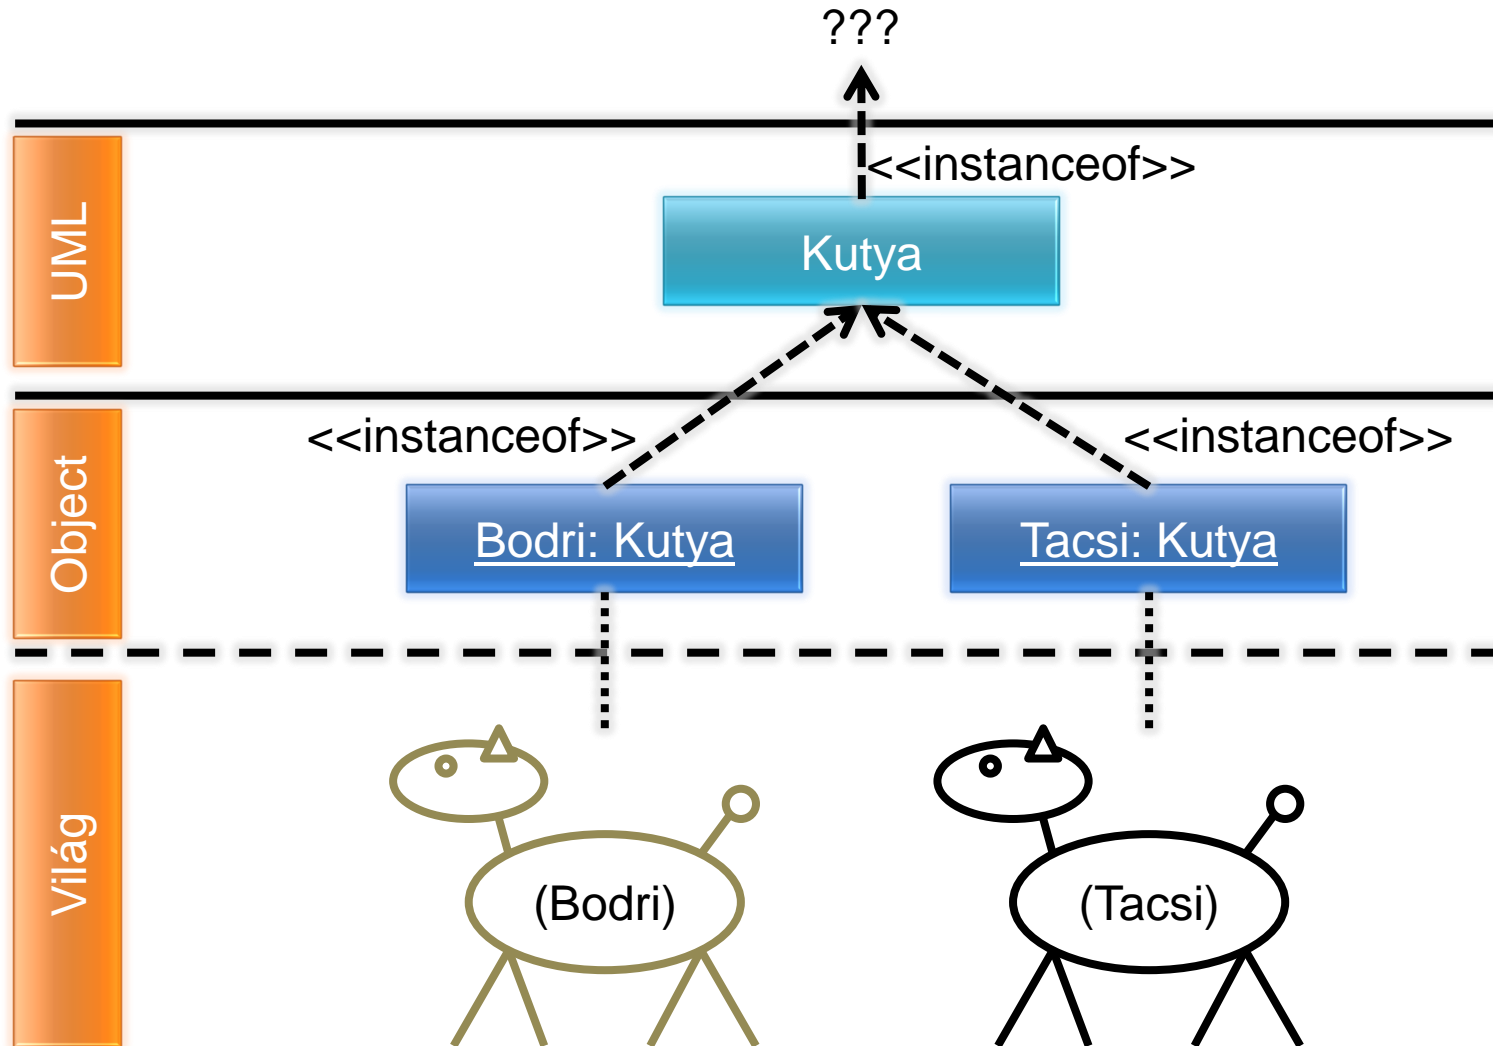 ???
<<instanceof>>
UML
Kutya
<<instanceof>>
<<instanceof>>
Object
Bodri: Kutya
Tacsi: Kutya
Világ
(Bodri)
(Tacsi)